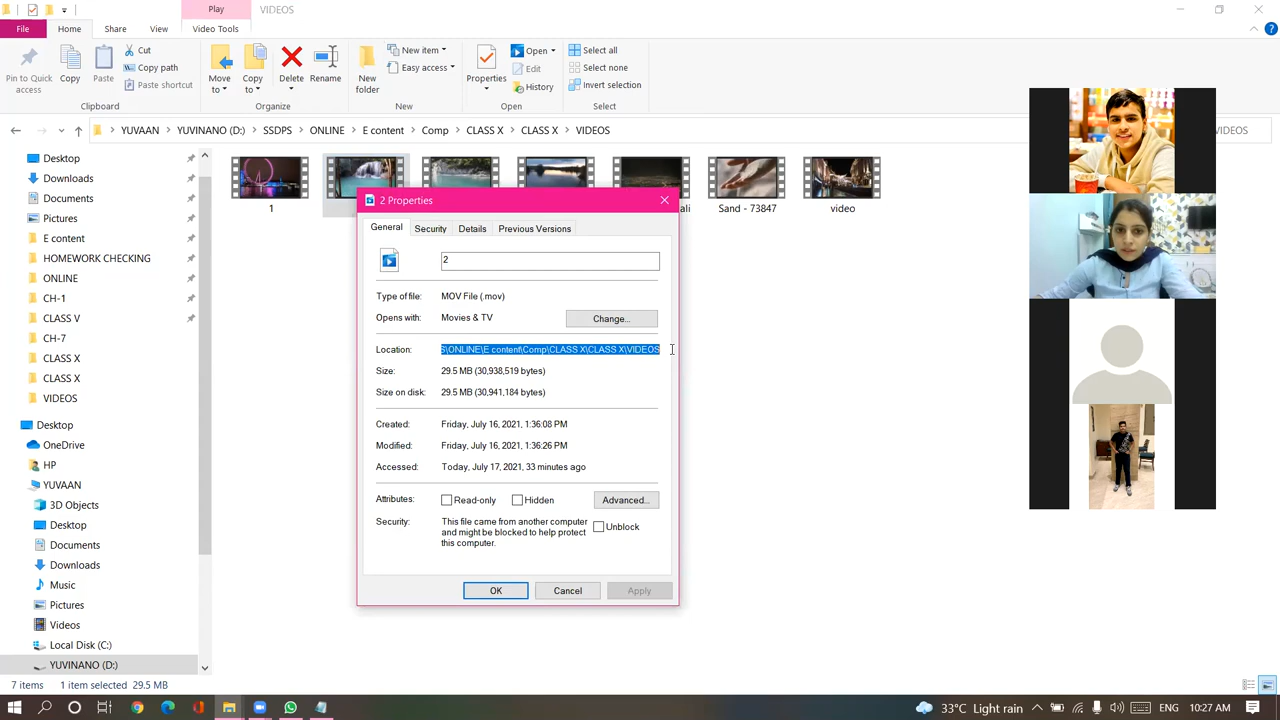 Play
VIDEOS
File
Home
Share
View
Video Tools
Pin to Quick access
Copy
Paste
Cut
Copy path
Paste shortcut
Clipboard
Move to
Copy to
Delete
Rename
Organize
New folder
New item
Easy access
New
Properties
Open
Edit
History
Open
Select all
Select none
Invert selection
Select
YUVAAN > YUVINANO (D:) > SSDPS > ONLINE > E content > Comp > CLASS X > CLASS X > VIDEOS
VIDEOS
Desktop
Downloads
Documents
Pictures
E content
HOMEWORK CHECKING
ONLINE
CH-1
CLASS V
CH-7
CLASS X
CLASS X
VIDEOS
Desktop
OneDrive
HP
YUVAAN
3D Objects
Desktop
Documents
Downloads
Music
Pictures
Videos
Local Disk (C:)
YUVINANO (D:)
1
ali
Sand - 73847
video
2 Properties
General
Security
Details
Previous Versions
2
Type of file: MOV File (.mov)
Opens with: Movies & TV
Change...
Location: S\ONLINE\E content\Comp\CLASS X\CLASS X\VIDEOS
Size: 29.5 MB (30,938,519 bytes)
Size on disk: 29.5 MB (30,941,184 bytes)
Created: Friday, July 16, 2021, 1:36:08 PM
Modified: Friday, July 16, 2021, 1:36:26 PM
Accessed: Today, July 17, 2021, 33 minutes ago
Attributes: Read-only Hidden Advanced...
Security: This file came from another computer
and might be blocked to help protect
this computer.
Unblock
OK
Cancel
Apply
7 items 1 item selected 29.5 MB
33°C Light rain
ENG
10:27 AM